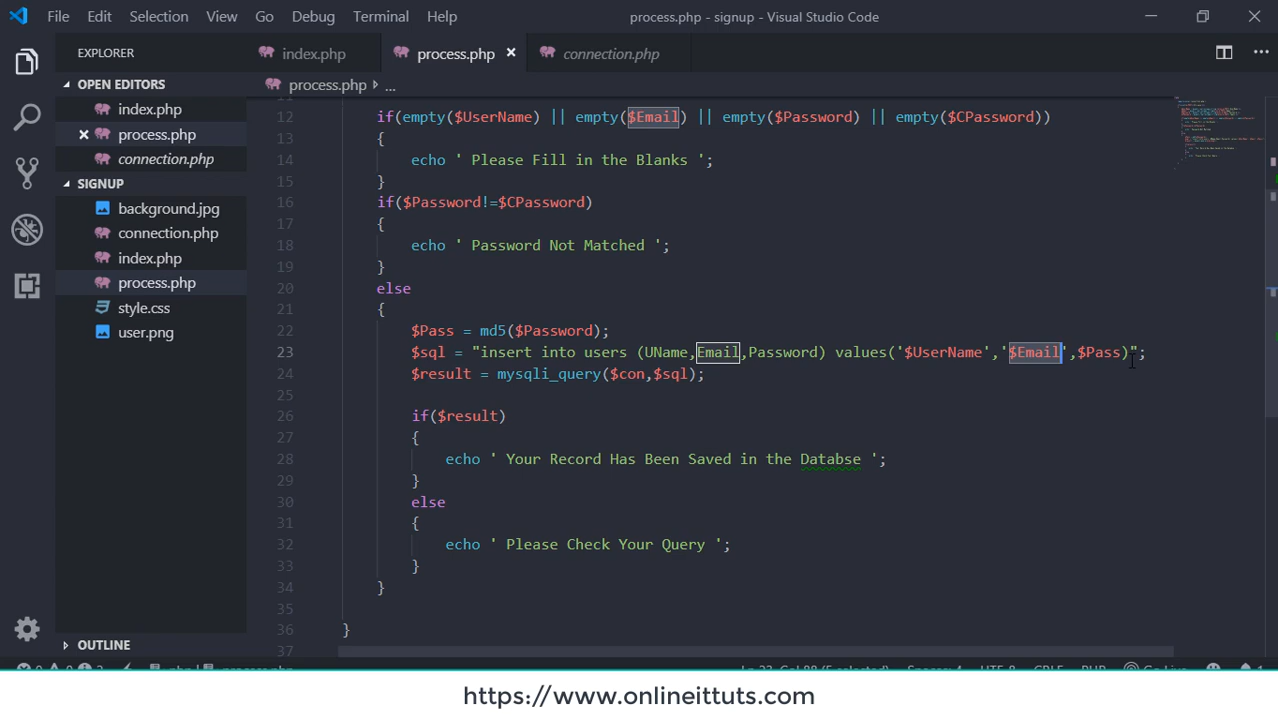 File Edit Selection View Go Debug Terminal Help
process.php - signup - Visual Studio Code
EXPLORER
index.php
process.php
connection.php
OPEN EDITORS
index.php
process.php
connection.php
SIGNUP
background.jpg
connection.php
index.php
process.php
style.css
user.png
OUTLINE
process.php ...
12 if(empty($UserName) || empty($Email) || empty($Password) || empty($CPassword))
13 {
14 echo ' Please Fill in the Blanks ';
15 }
16 if($Password!=$CPassword)
17 {
18 echo ' Password Not Matched ';
19 }
20 else
21 {
22 $Pass = md5($Password);
23 $sql = "insert into users (UName,Email,Password) values('$UserName','$Email',$Pass)";
24 $result = mysqli_query($con,$sql);
25
26 if($result)
27 {
28 echo ' Your Record Has Been Saved in the Databse ';
29 }
30 else
31 {
32 echo ' Please Check Your Query ';
33 }
34 }
35
36 }
37
https://www.onlineittuts.com